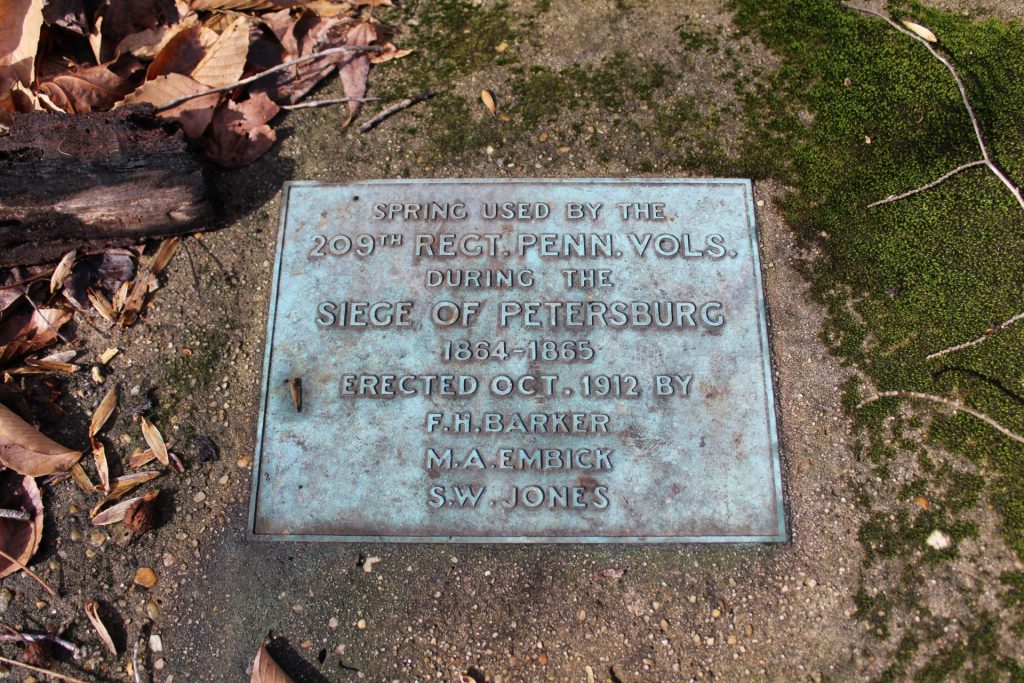 SPRING USED BY THE
209TH REGT. PENN. VOLS.
DURING THE
SIEGE OF PETERSBURG
1864-1865
ERECTED OCT. 1912 BY
F.H. BARKER
M.A. EMBICK
S.W. JONES